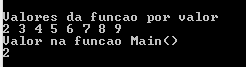 Valores da funcao por valor
2 3 4 5 6 7 8 9
Valor na funcao Main()
2